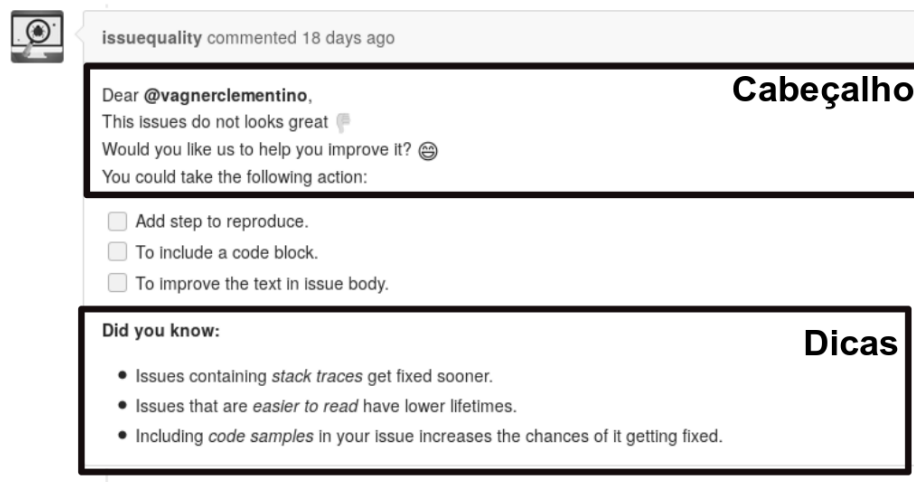 issuequality commented 18 days ago
Cabeçalho
Dear @vagnerclementino,
This issues do not looks great
Would you like us to help you improve it?
You could take the following action:
Add step to reproduce.
To include a code block.
To improve the text in issue body.
Dicas
Did you know:
Issues containing stack traces get fixed sooner.
Issues that are easier to read have lower lifetimes.
Including code samples in your issue increases the chances of it getting fixed.